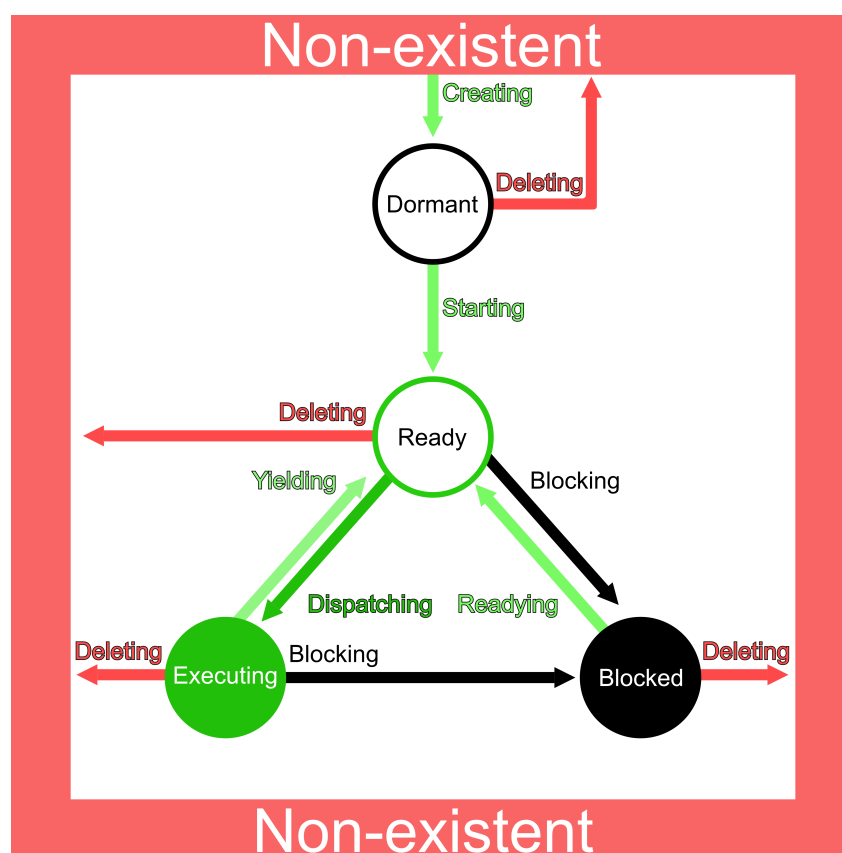 Non-existent
Creating
Deleting
Dormant
Starting
Deleting
Ready
Yielding
Blocking
Dispatching
Readying
Deleting
Blocking
Deleting
Executing
Blocked
Non-existent